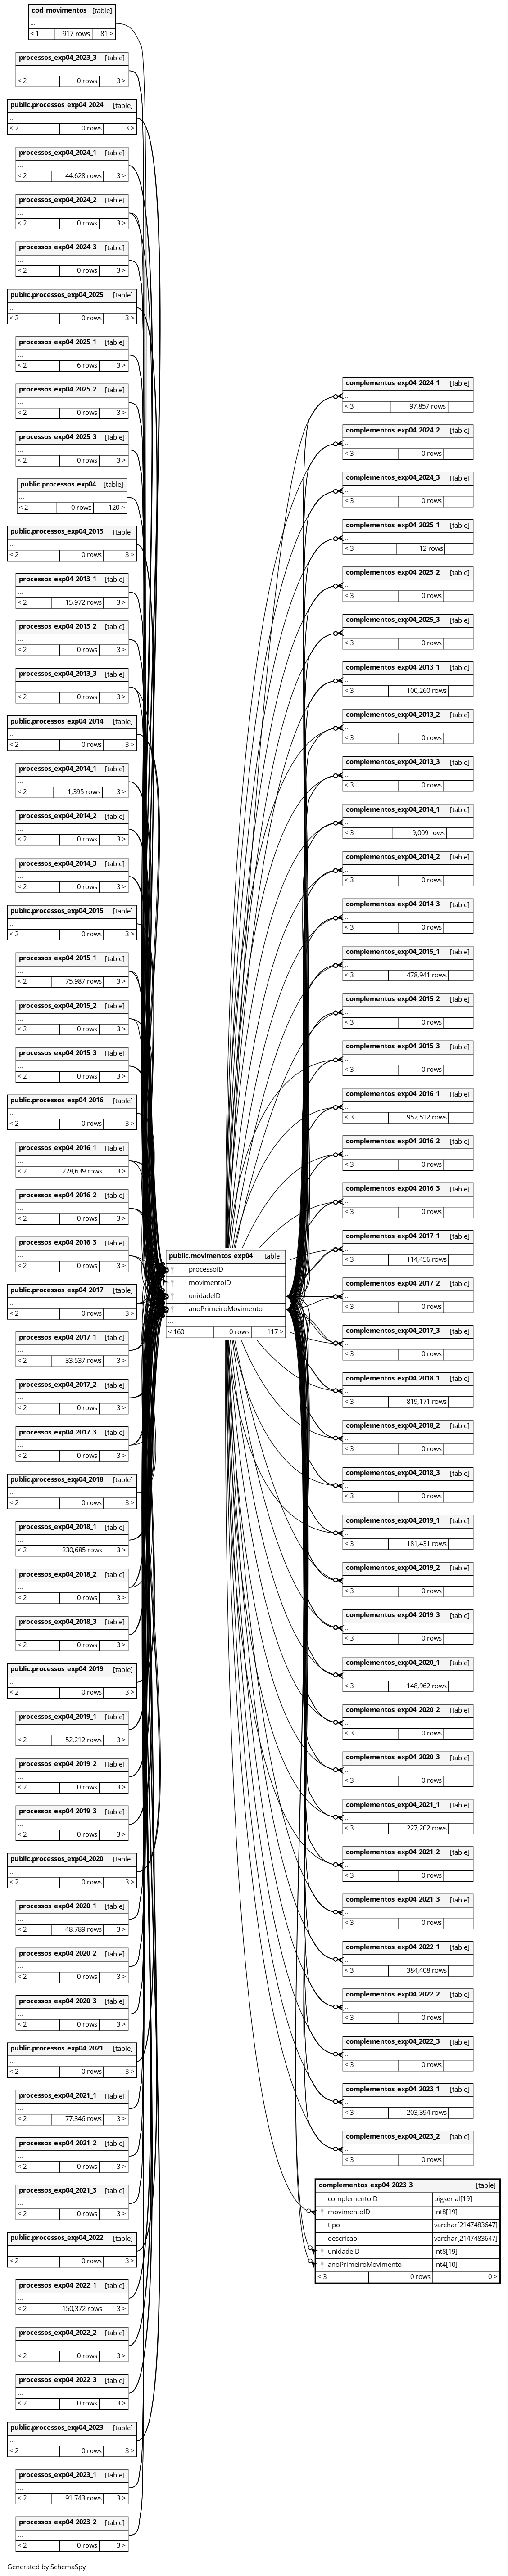 cod_movimentos [table]
...
< 1 917 rows 81 >
processos_exp04_2023_3 [table]
...
< 2 0 rows 3 >
public.processos_exp04_2024 [table]
...
< 2 0 rows 3 >
processos_exp04_2024_1 [table]
...
< 2 44,628 rows 3 >
processos_exp04_2024_2 [table]
...
< 2 0 rows 3 >
processos_exp04_2024_3 [table]
...
< 2 0 rows 3 >
public.processos_exp04_2025 [table]
...
< 2 0 rows 3 >
processos_exp04_2025_1 [table]
...
< 2 6 rows 3 >
processos_exp04_2025_2 [table]
...
< 2 0 rows 3 >
processos_exp04_2025_3 [table]
...
< 2 0 rows 3 >
public.processos_exp04 [table]
...
< 2 0 rows 120 >
public.processos_exp04_2013 [table]
...
< 2 0 rows 3 >
processos_exp04_2013_1 [table]
...
< 2 15,972 rows 3 >
processos_exp04_2013_2 [table]
...
< 2 0 rows 3 >
processos_exp04_2013_3 [table]
...
< 2 0 rows 3 >
public.processos_exp04_2014 [table]
...
< 2 0 rows 3 >
processos_exp04_2014_1 [table]
...
< 2 1,395 rows 3 >
processos_exp04_2014_2 [table]
...
< 2 0 rows 3 >
processos_exp04_2014_3 [table]
...
< 2 0 rows 3 >
public.processos_exp04_2015 [table]
...
< 2 0 rows 3 >
processos_exp04_2015_1 [table]
...
< 2 75,987 rows 3 >
processos_exp04_2015_2 [table]
...
< 2 0 rows 3 >
processos_exp04_2015_3 [table]
...
< 2 0 rows 3 >
public.processos_exp04_2016 [table]
...
< 2 0 rows 3 >
processos_exp04_2016_1 [table]
...
< 2 228,639 rows 3 >
processos_exp04_2016_2 [table]
...
< 2 0 rows 3 >
processos_exp04_2016_3 [table]
...
< 2 0 rows 3 >
public.processos_exp04_2017 [table]
...
< 2 0 rows 3 >
processos_exp04_2017_1 [table]
...
< 2 33,537 rows 3 >
processos_exp04_2017_2 [table]
...
< 2 0 rows 3 >
processos_exp04_2017_3 [table]
...
< 2 0 rows 3 >
public.processos_exp04_2018 [table]
...
< 2 0 rows 3 >
processos_exp04_2018_1 [table]
...
< 2 230,685 rows 3 >
processos_exp04_2018_2 [table]
...
< 2 0 rows 3 >
processos_exp04_2018_3 [table]
...
< 2 0 rows 3 >
public.processos_exp04_2019 [table]
...
< 2 0 rows 3 >
processos_exp04_2019_1 [table]
...
< 2 52,212 rows 3 >
processos_exp04_2019_2 [table]
...
< 2 0 rows 3 >
processos_exp04_2019_3 [table]
...
< 2 0 rows 3 >
public.processos_exp04_2020 [table]
...
< 2 0 rows 3 >
processos_exp04_2020_1 [table]
...
< 2 48,789 rows 3 >
processos_exp04_2020_2 [table]
...
< 2 0 rows 3 >
processos_exp04_2020_3 [table]
...
< 2 0 rows 3 >
public.processos_exp04_2021 [table]
...
< 2 0 rows 3 >
processos_exp04_2021_1 [table]
...
< 2 77,346 rows 3 >
processos_exp04_2021_2 [table]
...
< 2 0 rows 3 >
processos_exp04_2021_3 [table]
...
< 2 0 rows 3 >
public.processos_exp04_2022 [table]
...
< 2 0 rows 3 >
processos_exp04_2022_1 [table]
...
< 2 150,372 rows 3 >
processos_exp04_2022_2 [table]
...
< 2 0 rows 3 >
processos_exp04_2022_3 [table]
...
< 2 0 rows 3 >
public.processos_exp04_2023 [table]
...
< 2 0 rows 3 >
processos_exp04_2023_1 [table]
...
< 2 91,743 rows 3 >
processos_exp04_2023_2 [table]
...
< 2 0 rows 3 >
public.movimentos_exp04 [table]
processoID
movimentoID
unidadeID
anoPrimeiroMovimento
...
< 160 0 rows 117 >
complementos_exp04_2024_1 [table]
...
< 3 97,857 rows
complementos_exp04_2024_2 [table]
...
< 3 0 rows
complementos_exp04_2024_3 [table]
...
< 3 0 rows
complementos_exp04_2025_1 [table]
...
< 3 12 rows
complementos_exp04_2025_2 [table]
...
< 3 0 rows
complementos_exp04_2025_3 [table]
...
< 3 0 rows
complementos_exp04_2013_1 [table]
...
< 3 100,260 rows
complementos_exp04_2013_2 [table]
...
< 3 0 rows
complementos_exp04_2013_3 [table]
...
< 3 0 rows
complementos_exp04_2014_1 [table]
...
< 3 9,009 rows
complementos_exp04_2014_2 [table]
...
< 3 0 rows
complementos_exp04_2014_3 [table]
...
< 3 0 rows
complementos_exp04_2015_1 [table]
...
< 3 478,941 rows
complementos_exp04_2015_2 [table]
...
< 3 0 rows
complementos_exp04_2015_3 [table]
...
< 3 0 rows
complementos_exp04_2016_1 [table]
...
< 3 952,512 rows
complementos_exp04_2016_2 [table]
...
< 3 0 rows
complementos_exp04_2016_3 [table]
...
< 3 0 rows
complementos_exp04_2017_1 [table]
...
< 3 114,456 rows
complementos_exp04_2017_2 [table]
...
< 3 0 rows
complementos_exp04_2017_3 [table]
...
< 3 0 rows
complementos_exp04_2018_1 [table]
...
< 3 819,171 rows
complementos_exp04_2018_2 [table]
...
< 3 0 rows
complementos_exp04_2018_3 [table]
...
< 3 0 rows
complementos_exp04_2019_1 [table]
...
< 3 181,431 rows
complementos_exp04_2019_2 [table]
...
< 3 0 rows
complementos_exp04_2019_3 [table]
...
< 3 0 rows
complementos_exp04_2020_1 [table]
...
< 3 148,962 rows
complementos_exp04_2020_2 [table]
...
< 3 0 rows
complementos_exp04_2020_3 [table]
...
< 3 0 rows
complementos_exp04_2021_1 [table]
...
< 3 227,202 rows
complementos_exp04_2021_2 [table]
...
< 3 0 rows
complementos_exp04_2021_3 [table]
...
< 3 0 rows
complementos_exp04_2022_1 [table]
...
< 3 384,408 rows
complementos_exp04_2022_2 [table]
...
< 3 0 rows
complementos_exp04_2022_3 [table]
...
< 3 0 rows
complementos_exp04_2023_1 [table]
...
< 3 203,394 rows
complementos_exp04_2023_2 [table]
...
< 3 0 rows
complementos_exp04_2023_3 [table]
complementoID bigserial[19]
movimentoID int8[19]
tipo varchar[2147483647]
descricao varchar[2147483647]
unidadeID int8[19]
anoPrimeiroMovimento int4[10]
< 3 0 rows 0 >
Generated by SchemaSpy